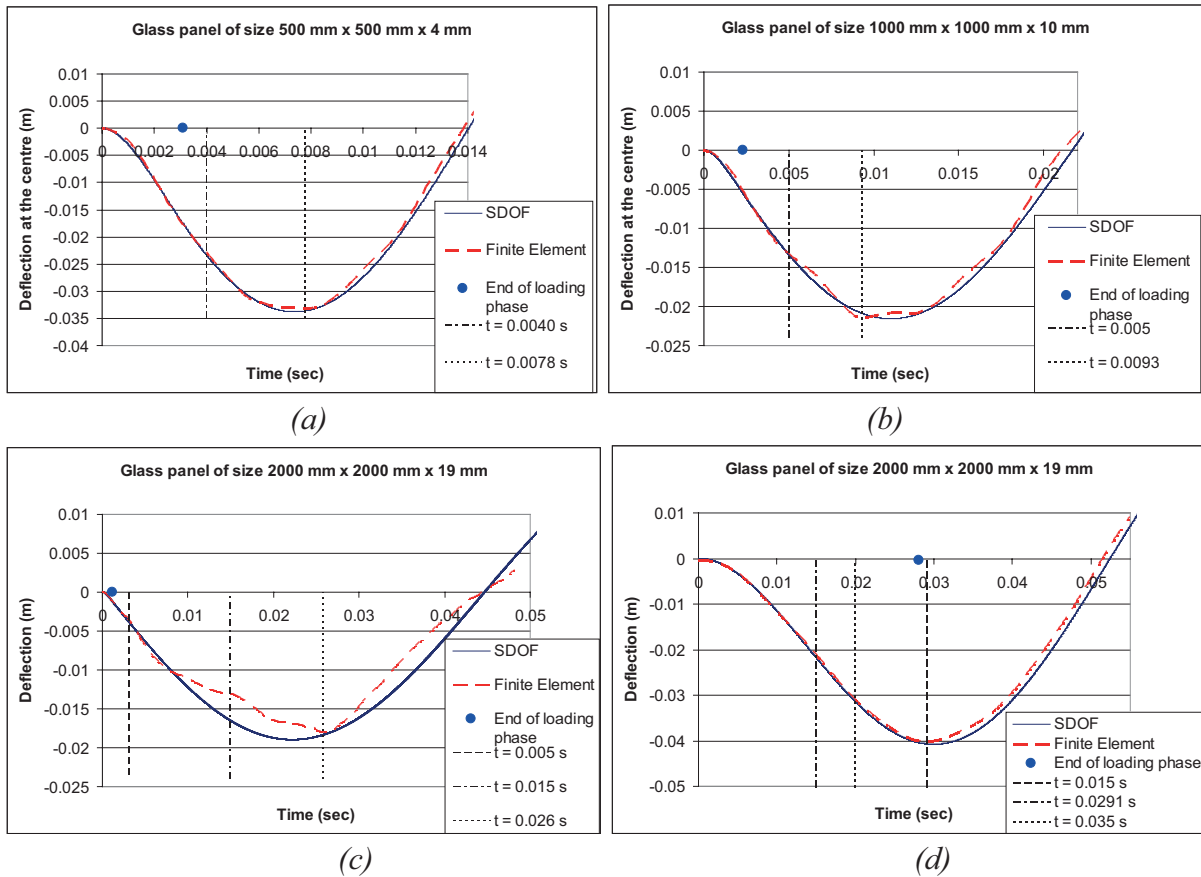 Glass panel of size 500 mm x 500 mm x 4 mm
0.01
0.005
0
-0.005
-0.01
-0.015
-0.02
-0.025
-0.03
-0.035
-0.04
0 0.002 0.004 0.006 0.008 0.01 0.012 0.014
Deflection at the centre (m)
Time (sec)
SDOF
Finite Element
End of loading
phase
t = 0.0040 s
t = 0.0078 s
(a)
Glass panel of size 1000 mm x 1000 mm x 10 mm
0.01
0.005
0
-0.005
-0.01
-0.015
-0.02
-0.025
0 0.005 0.01 0.015 0.02
Deflection at the centre (m)
Time (sec)
SDOF
Finite Element
End of loading
phase
t = 0.005
t = 0.0093
(b)
Glass panel of size 2000 mm x 2000 mm x 19 mm
0.01
0.005
0
-0.005
-0.01
-0.015
-0.02
-0.025
0 0.01 0.02 0.03 0.04 0.05
Deflection (m)
Time (sec)
SDOF
Finite Element
End of loading
phase
t = 0.005 s
t = 0.015 s
t = 0.026 s
(c)
Glass panel of size 2000 mm x 2000 mm x 19 mm
0.01
0
-0.01
-0.02
-0.03
-0.04
-0.05
0 0.01 0.02 0.03 0.04 0.05
Deflection (m)
Time (sec)
SDOF
Finite Element
End of loading phase
t = 0.015 s
t = 0.0291 s
t = 0.035 s
(d)